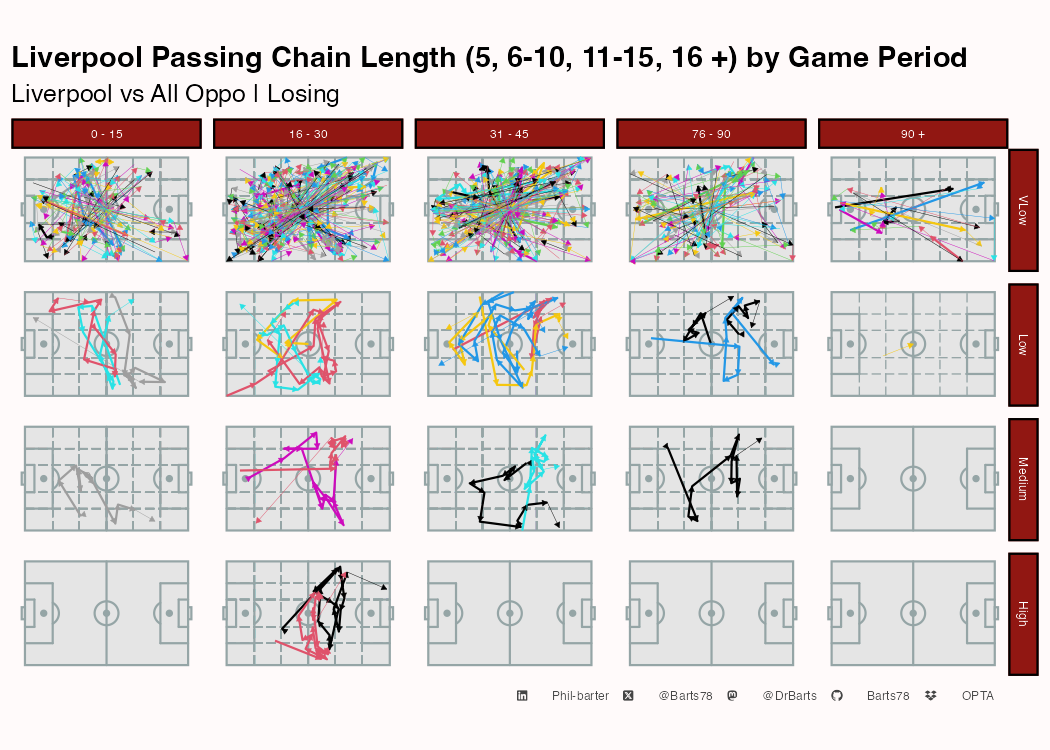 Liverpool Passing Chain Length (5, 6-10, 11-15, 16 +) by Game Period
Liverpool vs All Oppo | Losing
0 - 15
16 - 30
31 - 45
76 - 90
90 +
VLow
Low
Medium
High
Phil-barter @Barts78 @DrBarts Barts78 OPTA